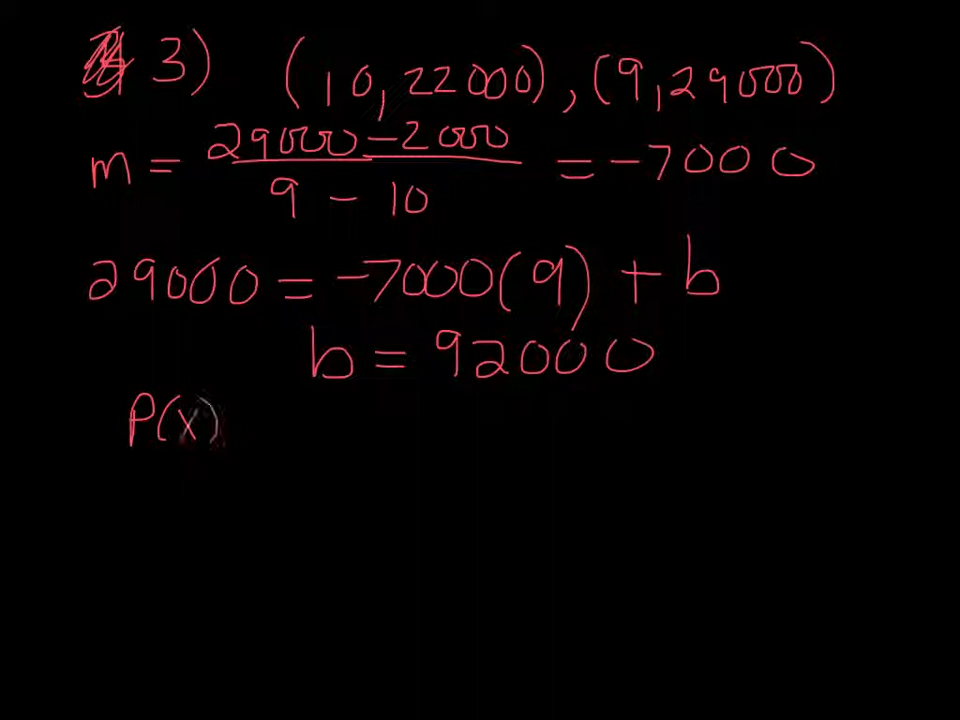 3) (10,22000), (9,29000)
m = 29000 - 2000 / 9 - 10 = -7000
29000 = -7000(9) + b
b = 92000
P(x)